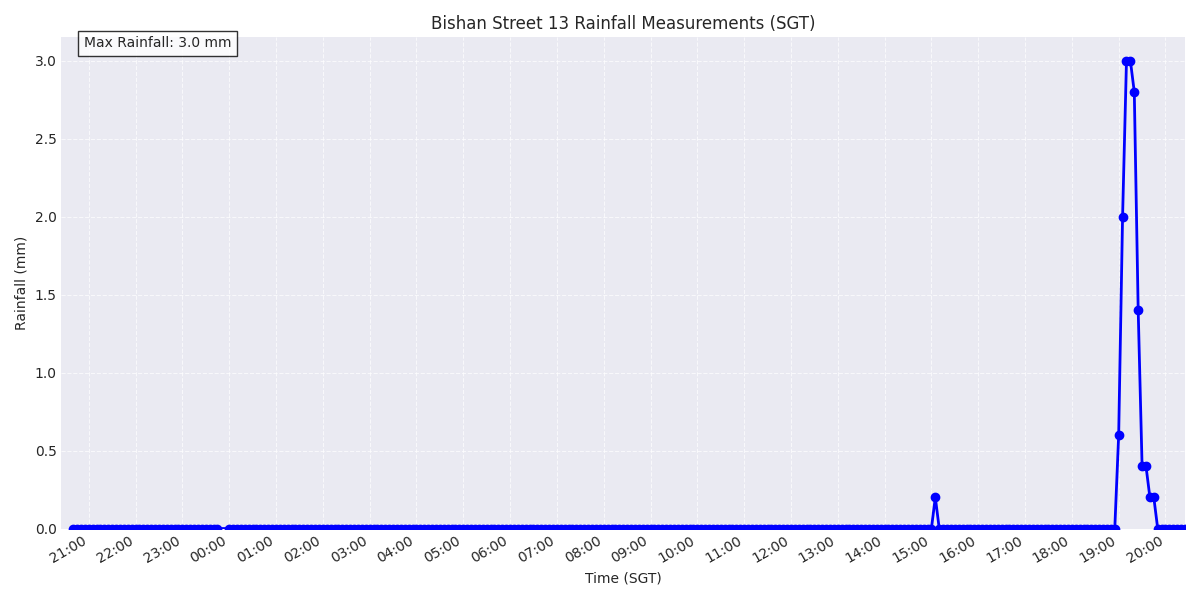 Bishan Street 13 Rainfall Measurements (SGT)
Max Rainfall: 3.0 mm
3.0
2.5
2.0
1.5
1.0
0.5
0.0
Rainfall (mm)
21:00 22:00 23:00 00:00 01:00 02:00 03:00 04:00 05:00 06:00 07:00 08:00 09:00 10:00 11:00 12:00 13:00 14:00 15:00 16:00 17:00 18:00 19:00 20:00
Time (SGT)